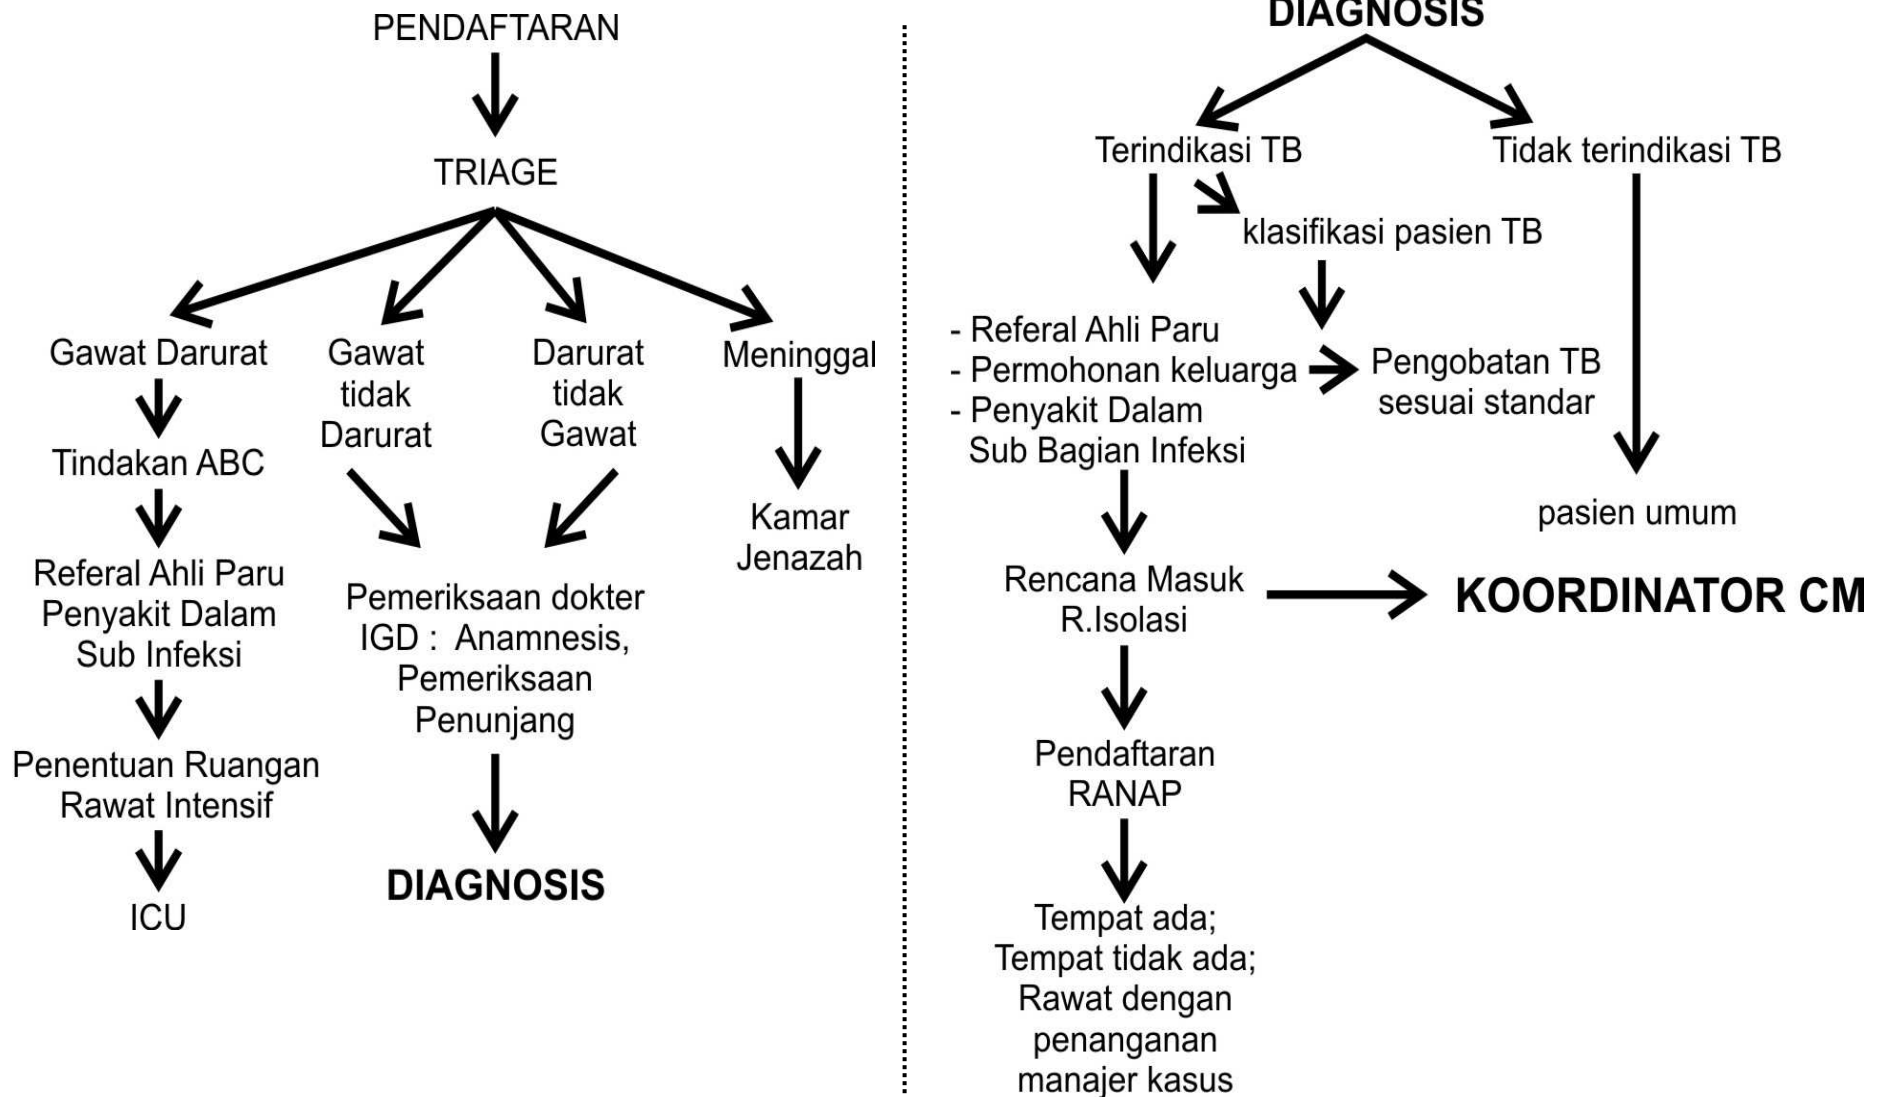 PENDAFTARAN
TRIAGE
Gawat Darurat
Tindakan ABC
Referal Ahli Paru
Penyakit Dalam
Sub Infeksi
Penentuan Ruangan
Rawat Intensif
ICU
Gawat
tidak
Darurat
Darurat
tidak
Gawat
Pemeriksaan dokter
IGD : Anamnesis,
Pemeriksaan
Penunjang
DIAGNOSIS
Meninggal
Kamar
Jenazah
DIAGNOSIS
Terindikasi TB
Tidak terindikasi TB
klasifikasi pasien TB
- Referal Ahli Paru
- Permohonan keluarga
- Penyakit Dalam
Sub Bagian Infeksi
Pengobatan TB
sesuai standar
pasien umum
Rencana Masuk
R.Isolasi
KOORDINATOR CM
Pendaftaran
RANAP
Tempat ada;
Tempat tidak ada;
Rawat dengan
penanganan
manajer kasus